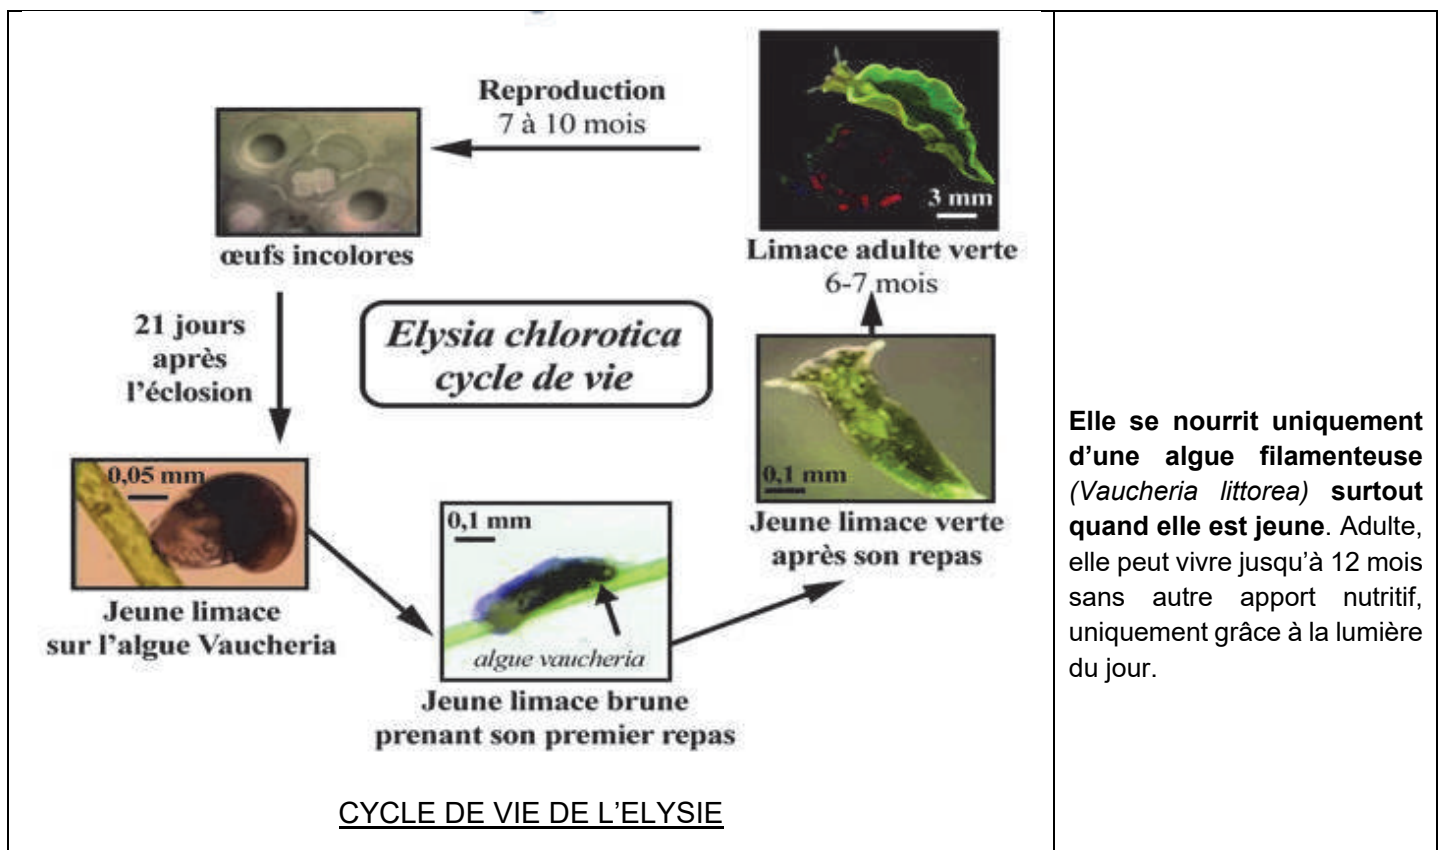 Reproduction
7 à 10 mois
3 mm
œufs incolores
Limace adulte verte
6-7 mois
21 jours
après
l'éclosion
Elysia chlorotica
cycle de vie
0,05 mm
0,1 mm
0,1 mm
Jeune limace verte
après son repas
Jeune limace
sur l'algue Vaucheria
algue vaucheria
Jeune limace brune
prenant son premier repas
CYCLE DE VIE DE L'ELYSIE
Elle se nourrit uniquement
d'une algue filamenteuse
(Vaucheria littorea) surtout
quand elle est jeune. Adulte,
elle peut vivre jusqu'à 12 mois
sans autre apport nutritif,
uniquement grâce à la lumière
du jour.